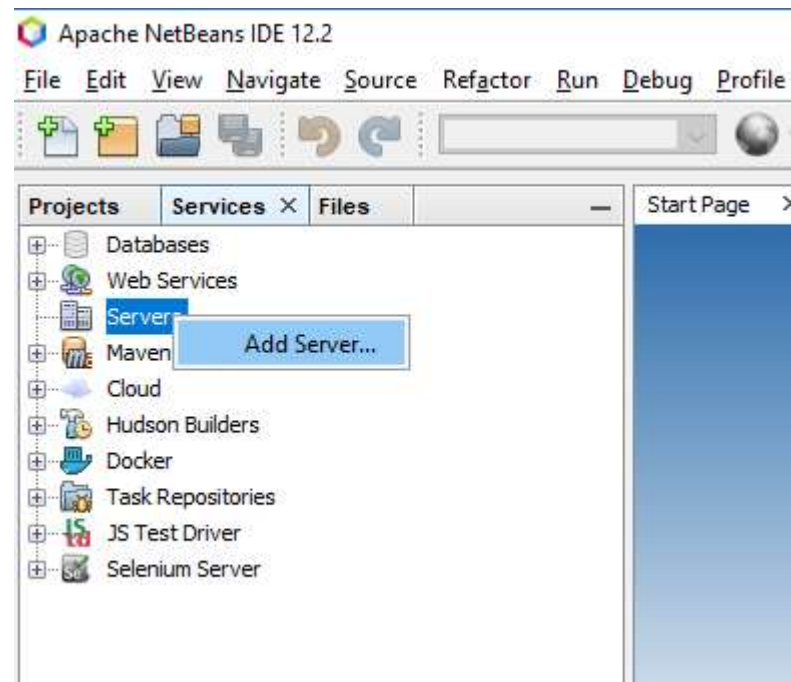 Apache NetBeans IDE 12.2
File Edit View Navigate Source Refactor Run Debug Profile
Projects Services × Files Start Page
Databases
Web Services
Servers
Add Server...
Maven
Cloud
Hudson Builders
Docker
Task Repositories
JS Test Driver
Selenium Server